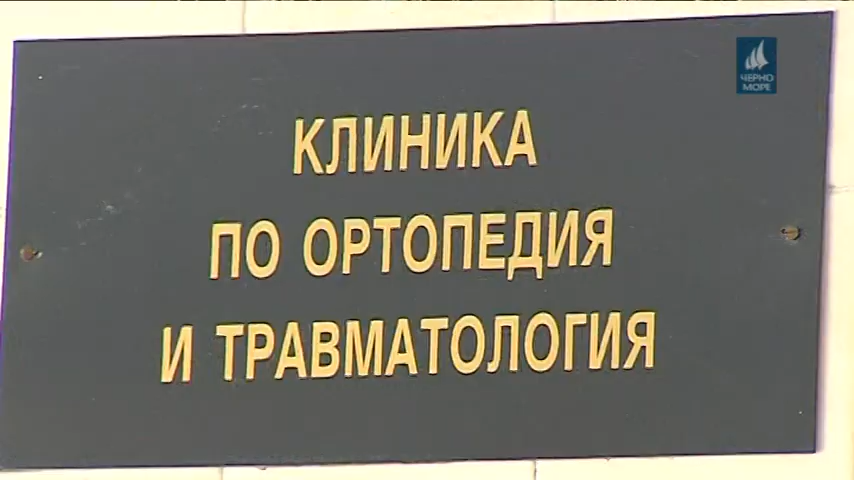 ЧЕРНО
МОРЕ
КЛИНИКА
ПО ОРТОПЕДИЯ
И ТРАВМАТОЛОГИЯ